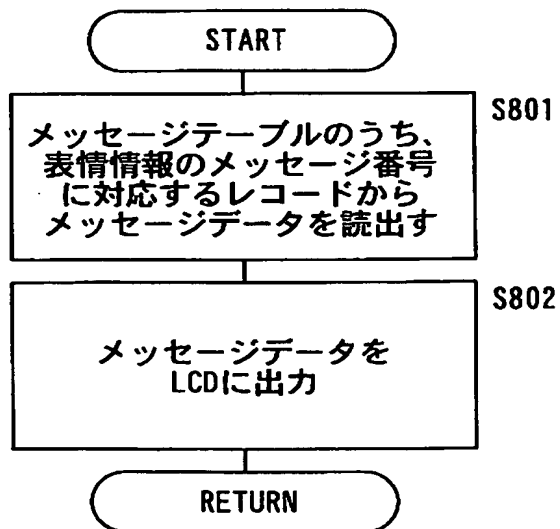 START
S801
メッセージテーブルのうち、
表情情報のメッセージ番号
に対応するレコードから
メッセージデータを読出す
S802
メッセージデータを
LCDに出力
RETURN